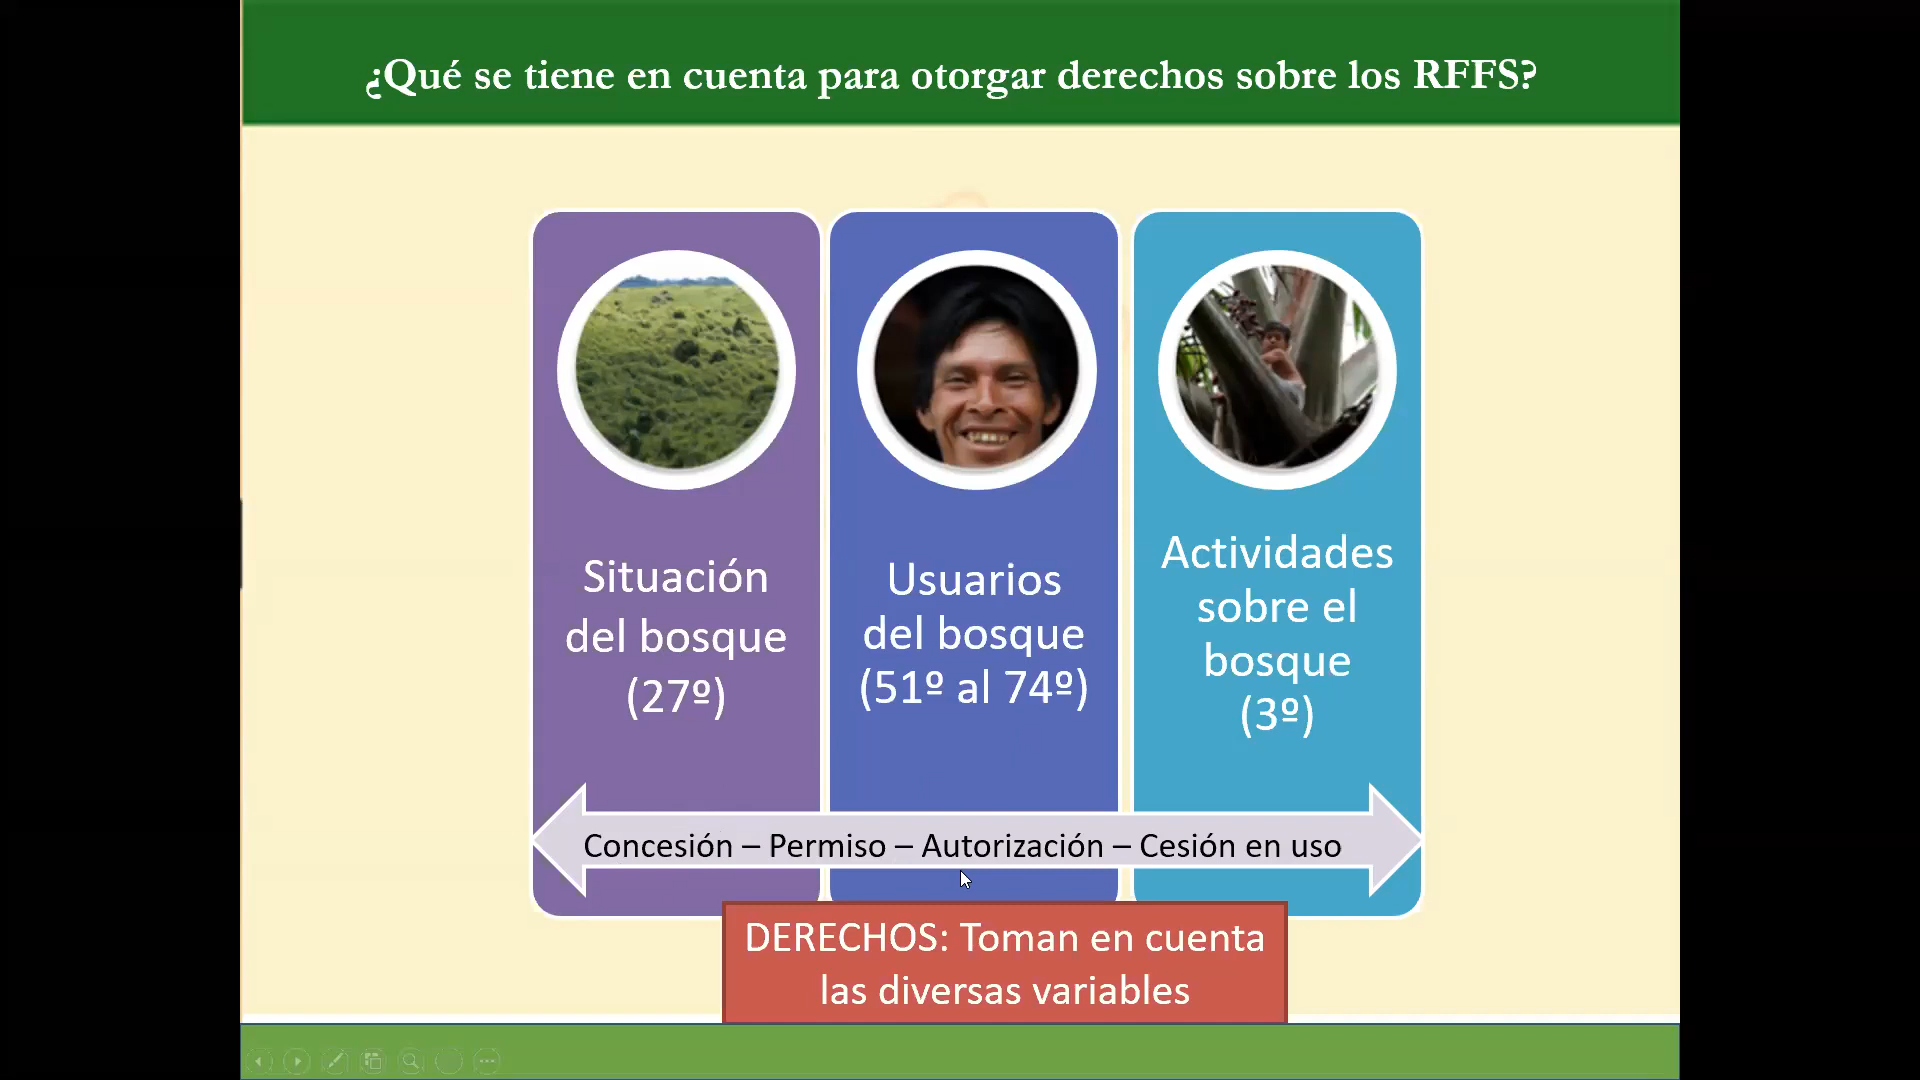 ¿Qué se tiene en cuenta para otorgar derechos sobre los RFFS?
Situación
del bosque
(27º)
Usuarios
del bosque
(51º al 74º)
Actividades
sobre el
bosque
(3º)
Concesión – Permiso – Autorización – Cesión en uso
DERECHOS: Toman en cuenta
las diversas variables